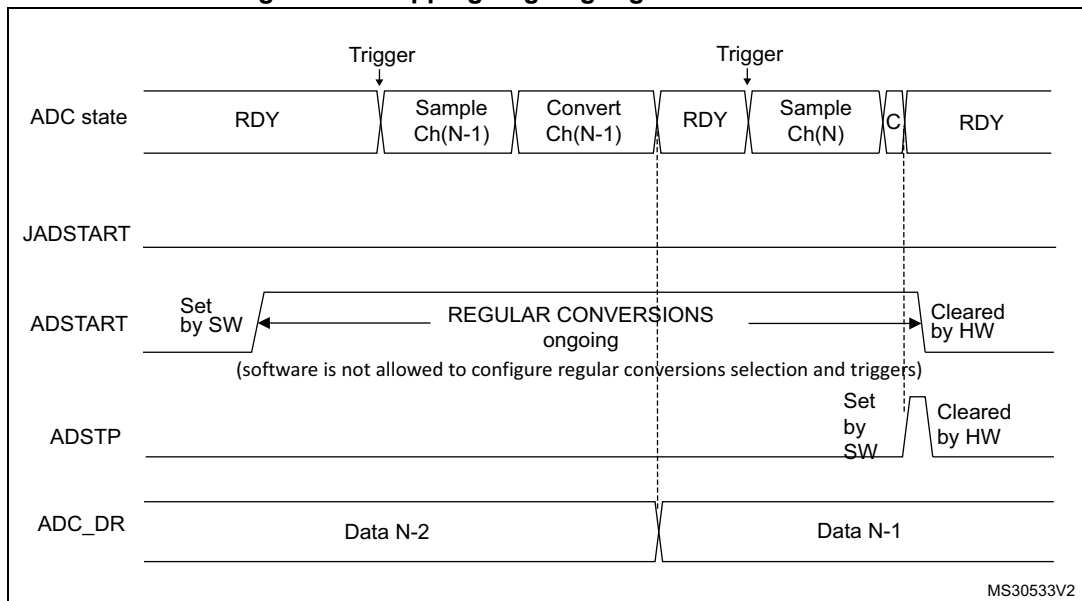 Trigger
Trigger
ADC state
RDY
Sample
Ch(N-1)
Convert
Ch(N-1)
RDY
Sample
Ch(N)
C
RDY
JADSTART
ADSTART
Set
by SW
REGULAR CONVERSIONS
ongoing
Cleared
by HW
(software is not allowed to configure regular conversions selection and triggers)
ADSTP
Set
by
SW
Cleared
by HW
ADC_DR
Data N-2
Data N-1
MS30533V2